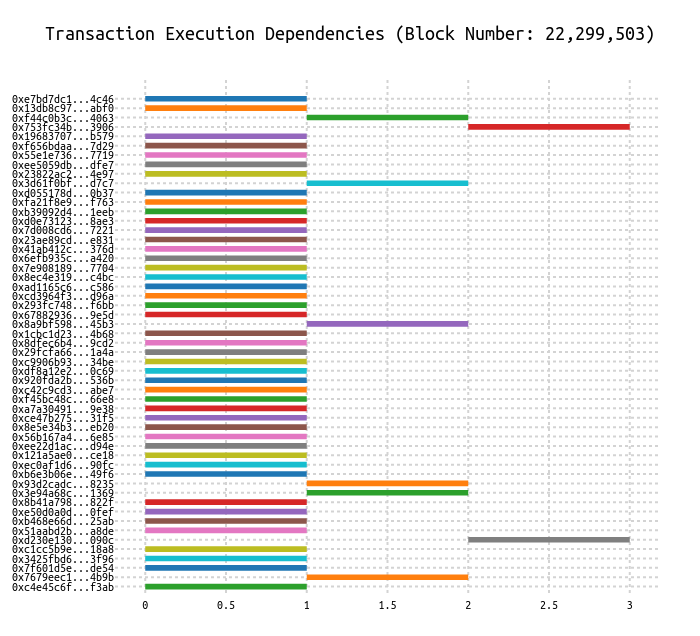 Transaction Execution Dependencies (Block Number: 22,299,503)
0xe7bd7dc1...4c46
0x13db8c97...abf0
0xf44c0b3c...4063
0x753fc34b...3906
0x19683707...b579
0xf656bdaa...7d29
0x55e1e736...7719
0xee5059db...dfe7
0x23822ac2...4e97
0x3d61f0bf...d7c7
0xd055178d...0b37
0xfa21f8e9...f763
0xb39092d4...1eeb
0xd0e73123...8ae3
0x7d008cd6...7221
0x23ae89cd...e831
0x41ab412c...376d
0x6efb935c...a420
0x7e908189...7704
0x8ec4e319...c4bc
0xad1165c6...c586
0xcd3964f3...d96a
0x293fc748...f6bb
0x67882936...9e5d
0x8a9bf598...45b3
0x1cbc1d23...4b68
0x8dfec6b4...9cd2
0x29fcfa66...1a4a
0xc9906b93...34be
0xdf8a12e2...0c69
0x920fda2b...536b
0xc42c9cd3...abe7
0xf45bc48c...66e8
0xa7a30491...9e38
0xce47b275...31f5
0x8e5e34b3...eb20
0x56b167a4...6e85
0xee22d1ac...d94e
0x121a5ae0...ce18
0xec0af1d6...90fc
0xb6e3b06e...49f6
0x93d2cadc...8235
0x3e94a68c...1369
0x8b41a798...822f
0xe50d0a0d...0fef
0xb468e66d...25ab
0x51aabd2b...a8de
0xd230e130...090c
0xc1cc5b9e...18a8
0x3425fbd6...3f96
0x7f601d5e...de54
0x7679eec1...4b9b
0xc4e45c6f...f3ab
0 0.5 1 1.5 2 2.5 3